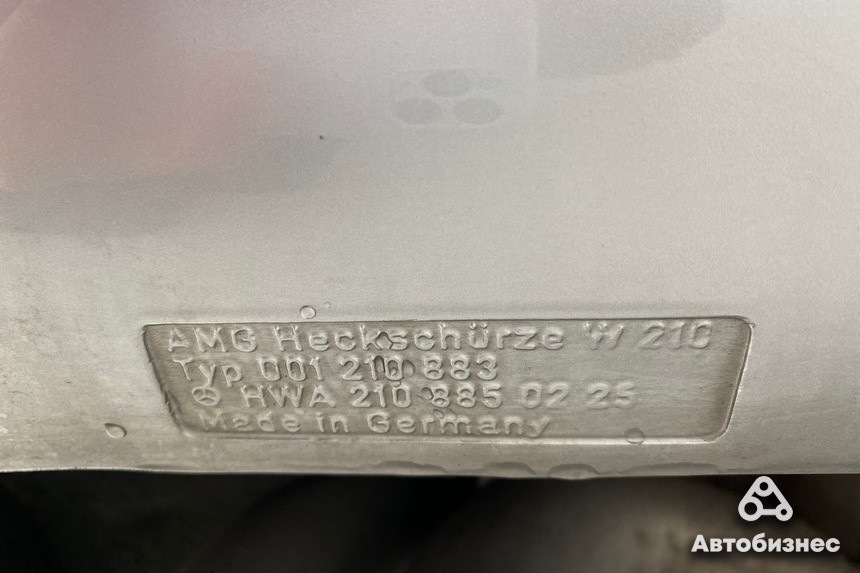 AMG Heckschürze W 210
Typ 001 210 883
HWA 210 885 02 25
Made in Germany
Автобизнес